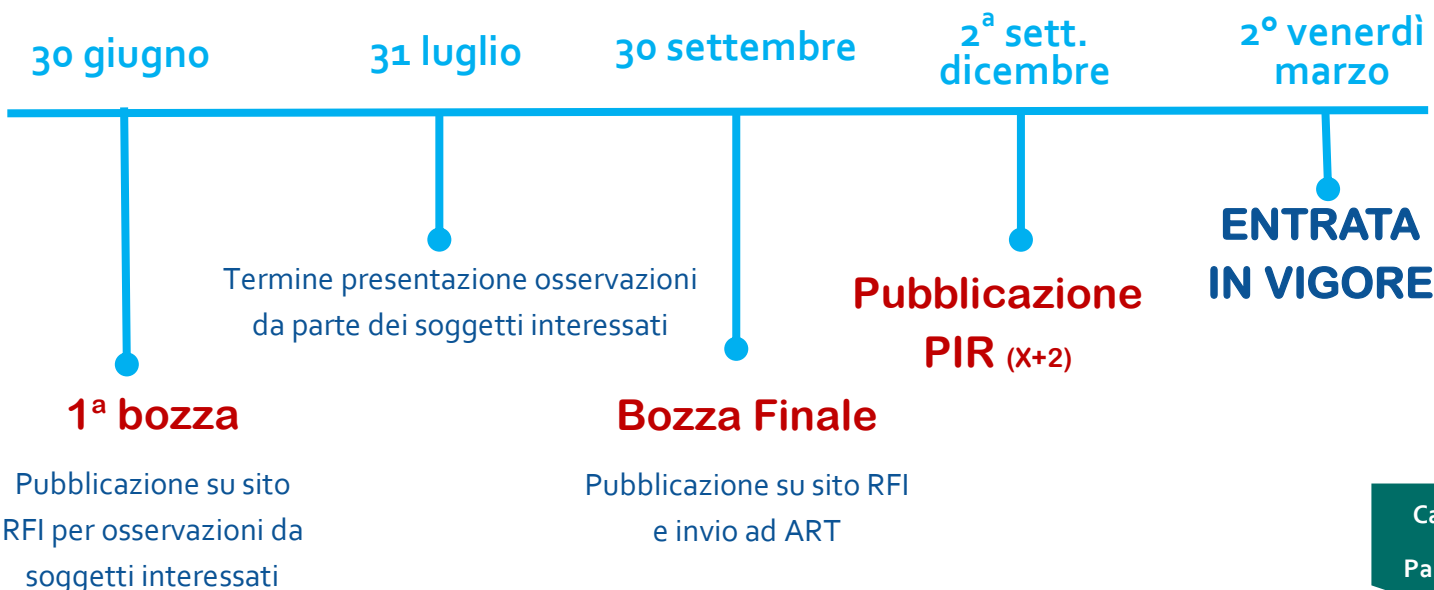 30 giugno
31 luglio
30 settembre
2ª sett.
dicembre
2° venerdì
marzo
Termine presentazione osservazioni
da parte dei soggetti interessati
Pubblicazione
PIR (X+2)
ENTRATA
IN VIGORE
1ª bozza
Pubblicazione su sito
RFI per osservazioni da
soggetti interessati
Bozza Finale
Pubblicazione su sito RFI
e invio ad ART